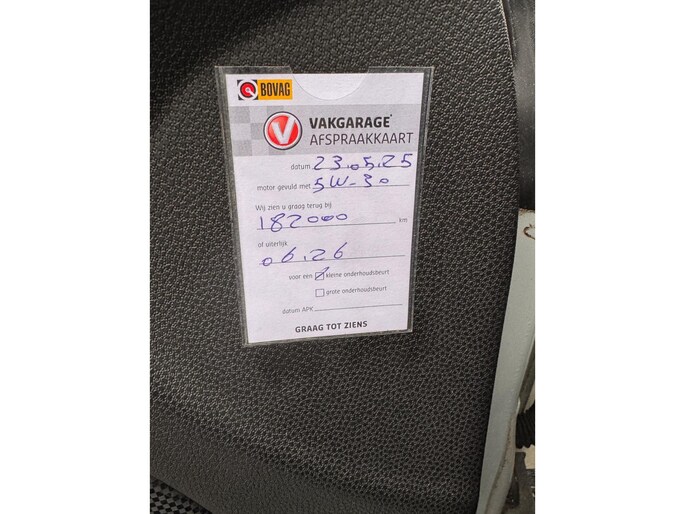 BOVAG
V VAKGARAGE
AFSPRAAKKAART
datum 23.05.25
motor gevuld met 5W-30
Wij zien u graag terug bij
182000 km
of uiterlijk
06.26
voor een kleine onderhoudsbeurt
grote onderhoudsbeurt
datum APK
GRAAG TOT ZIENS